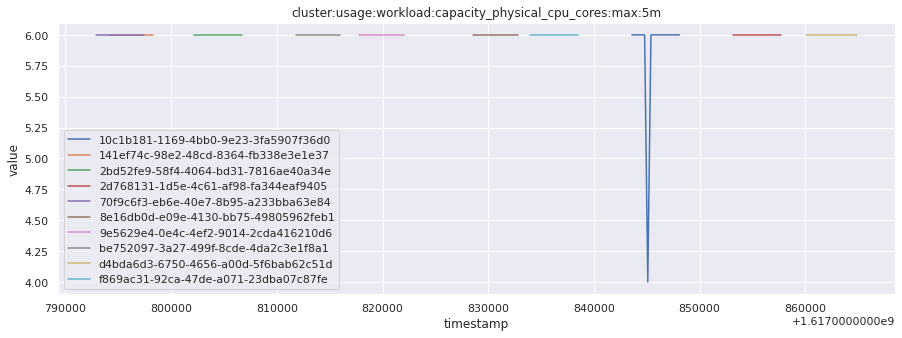 cluster:usage:workload:capacity_physical_cpu_cores:max:5m
6.00
5.75
5.50
5.25
5.00
4.75
4.50
4.25
4.00
value
10c1b181-1169-4bb0-9e23-3fa5907f36d0
141ef74c-98e2-48cd-8364-fb338e3e1e37
2bd52fe9-58f4-4064-bd31-7816ae40a34e
2d768131-1d5e-4c61-af98-fa344eaf9405
70f9c6f3-eb6e-40e7-8b95-a233bba63e84
8e16db0d-e09e-4130-bb75-49805962feb1
9e5629e4-0e4c-4ef2-9014-2cda416210d6
be752097-3a27-499f-8cde-4da2c3e1f8a1
d4bda6d3-6750-4656-a00d-5f6bab62c51d
f869ac31-92ca-47de-a071-23dba07c87fe
790000 800000 810000 820000 830000 840000 850000 860000
timestamp
+1.6170000000e9